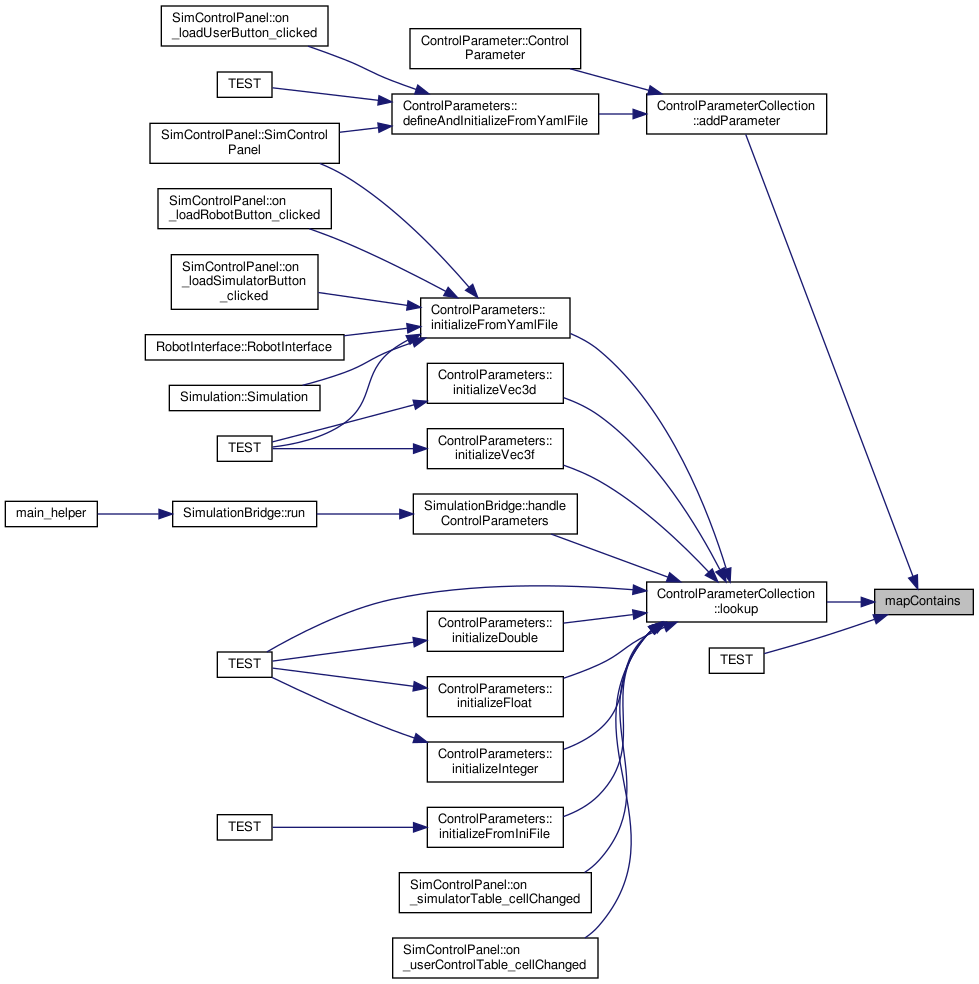 SimControlPanel::on
_loadUserButton_clicked
ControlParameter::Control
Parameter
TEST
ControlParameters::
defineAndInitializeFromYamlFile
ControlParameterCollection
::addParameter
SimControlPanel::SimControl
Panel
SimControlPanel::on
_loadRobotButton_clicked
SimControlPanel::on
_loadSimulatorButton
_clicked
ControlParameters::
initializeFromYamlFile
RobotInterface::RobotInterface
Simulation::Simulation
ControlParameters::
initializeVec3d
TEST
ControlParameters::
initializeVec3f
main_helper
SimulationBridge::run
SimulationBridge::handle
ControlParameters
ControlParameterCollection
::lookup
mapContains
ControlParameters::
initializeDouble
TEST
TEST
ControlParameters::
initializeFloat
ControlParameters::
initializeInteger
TEST
ControlParameters::
initializeFromIniFile
SimControlPanel::on
_simulatorTable_cellChanged
SimControlPanel::on
_userControlTable_cellChanged